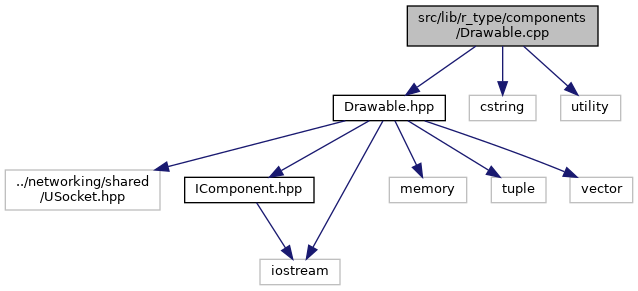 src/lib/r_type/components
/Drawable.cpp
Drawable.hpp
cstring
utility
../networking/shared
/USocket.hpp
IComponent.hpp
memory
tuple
vector
iostream